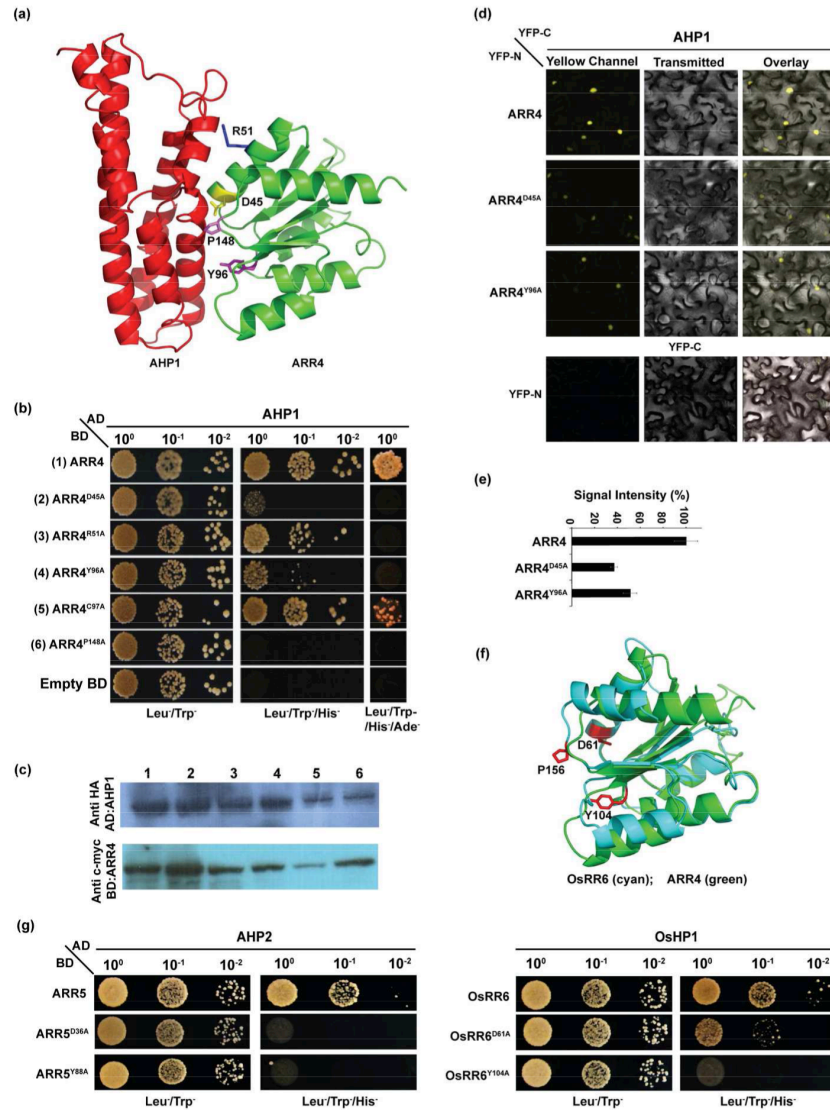 (a)
R51
D45
P148
Y96
AHP1
ARR4
(b)
AD
BD
AHP1
10⁰ 10⁻¹ 10⁻² 10⁰ 10⁻¹ 10⁻² 10⁰
(1) ARR4
(2) ARR4ᴰ⁴⁵ᴬ
(3) ARR4ᴿ⁵¹ᴬ
(4) ARR4ʸ⁹⁶ᴬ
(5) ARR4ᶜ⁹⁷ᴬ
(6) ARR4ᴾ¹⁴⁸ᴬ
Empty BD
Leu⁻/Trp⁻
Leu⁻/Trp⁻/His⁻
Leu⁻/Trp-
/His⁻/Ade⁻
(c)
1 2 3 4 5 6
Anti HA
AD:AHP1
Anti c-myc
BD:ARR4
(d)
YFP-C
YFP-N
AHP1
Yellow Channel Transmitted Overlay
ARR4
ARR4ᴰ⁴⁵ᴬ
ARR4ʸ⁹⁶ᴬ
YFP-C
YFP-N
(e)
Signal Intensity (%)
0 20 40 60 80 100
ARR4
ARR4ᴰ⁴⁵ᴬ
ARR4ʸ⁹⁶ᴬ
(f)
D61
P156
Y104
OsRR6 (cyan); ARR4 (green)
(g)
AD
BD
AHP2
10⁰ 10⁻¹ 10⁻² 10⁰ 10⁻¹ 10⁻²
ARR5
ARR5ᴰ³⁶ᴬ
ARR5ʸ⁸⁸ᴬ
Leu⁻/Trp⁻
Leu⁻/Trp⁻/His⁻
OsHP1
10⁰ 10⁻¹ 10⁻² 10⁰ 10⁻¹ 10⁻²
OsRR6
OsRR6ᴰ⁶¹ᴬ
OsRR6ʸ¹⁰⁴ᴬ
Leu⁻/Trp⁻
Leu⁻/Trp⁻/His⁻